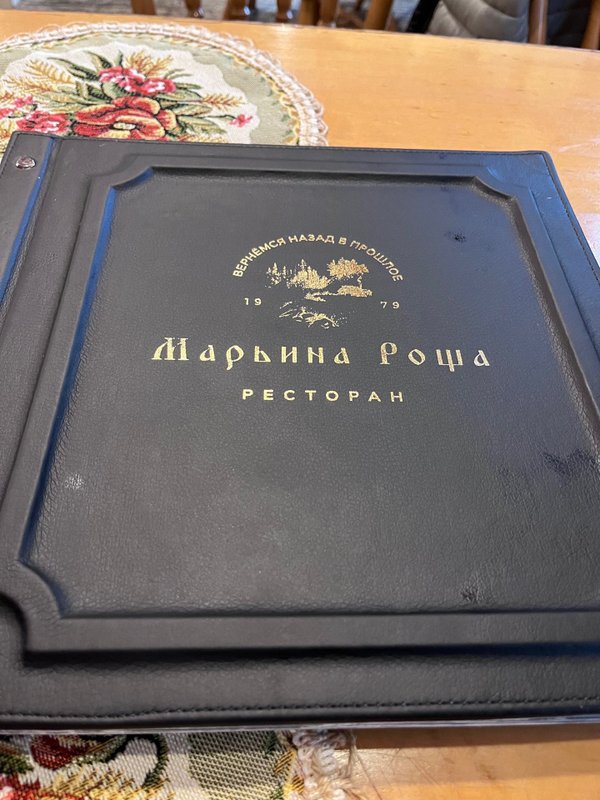 ВЕРНЁМСЯ НАЗАД В ПРОШЛОЕ
19 79
Марьина Роща
РЕСТОРАН